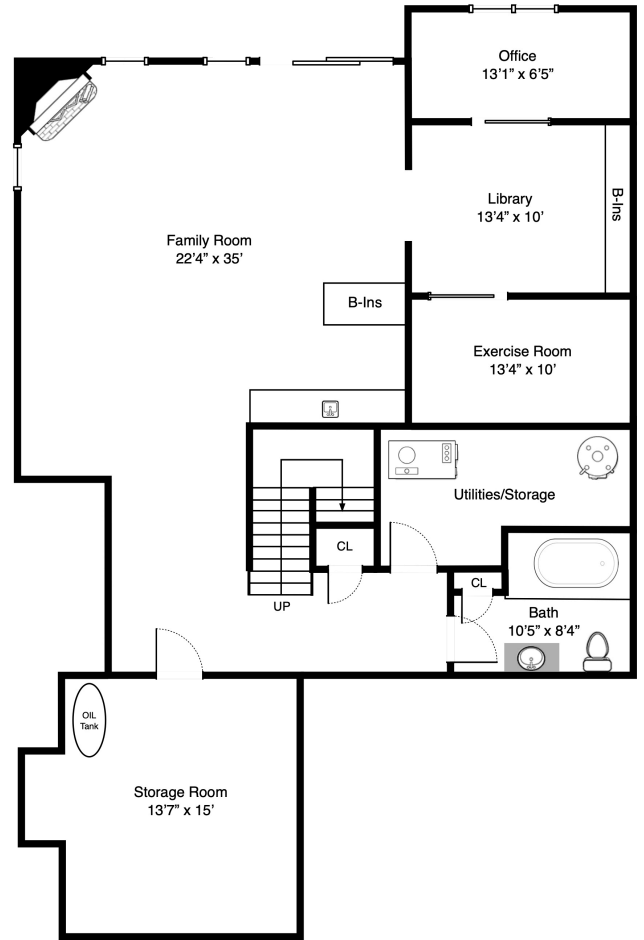 Office
13’1” x 6’5”
Library
13’4” x 10’
B-Ins
Family Room
22’4” x 35’
B-Ins
Exercise Room
13’4” x 10’
Utilities/Storage
CL
UP
CL
Bath
10’5” x 8’4”
OIL
Tank
Storage Room
13’7” x 15’